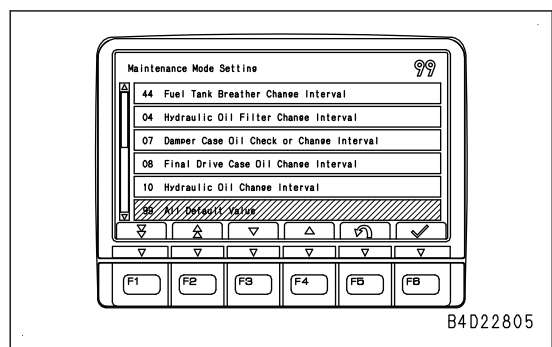 Maintenance Mode Setting 99
44 Fuel Tank Breather Change Interval
04 Hydraulic Oil Filter Change Interval
07 Damper Case Oil Check or Change Interval
08 Final Drive Case Oil Change Interval
10 Hydraulic Oil Change Interval
99 All Default Value
F1 F2 F3 F4 F5 F6
B4D22805